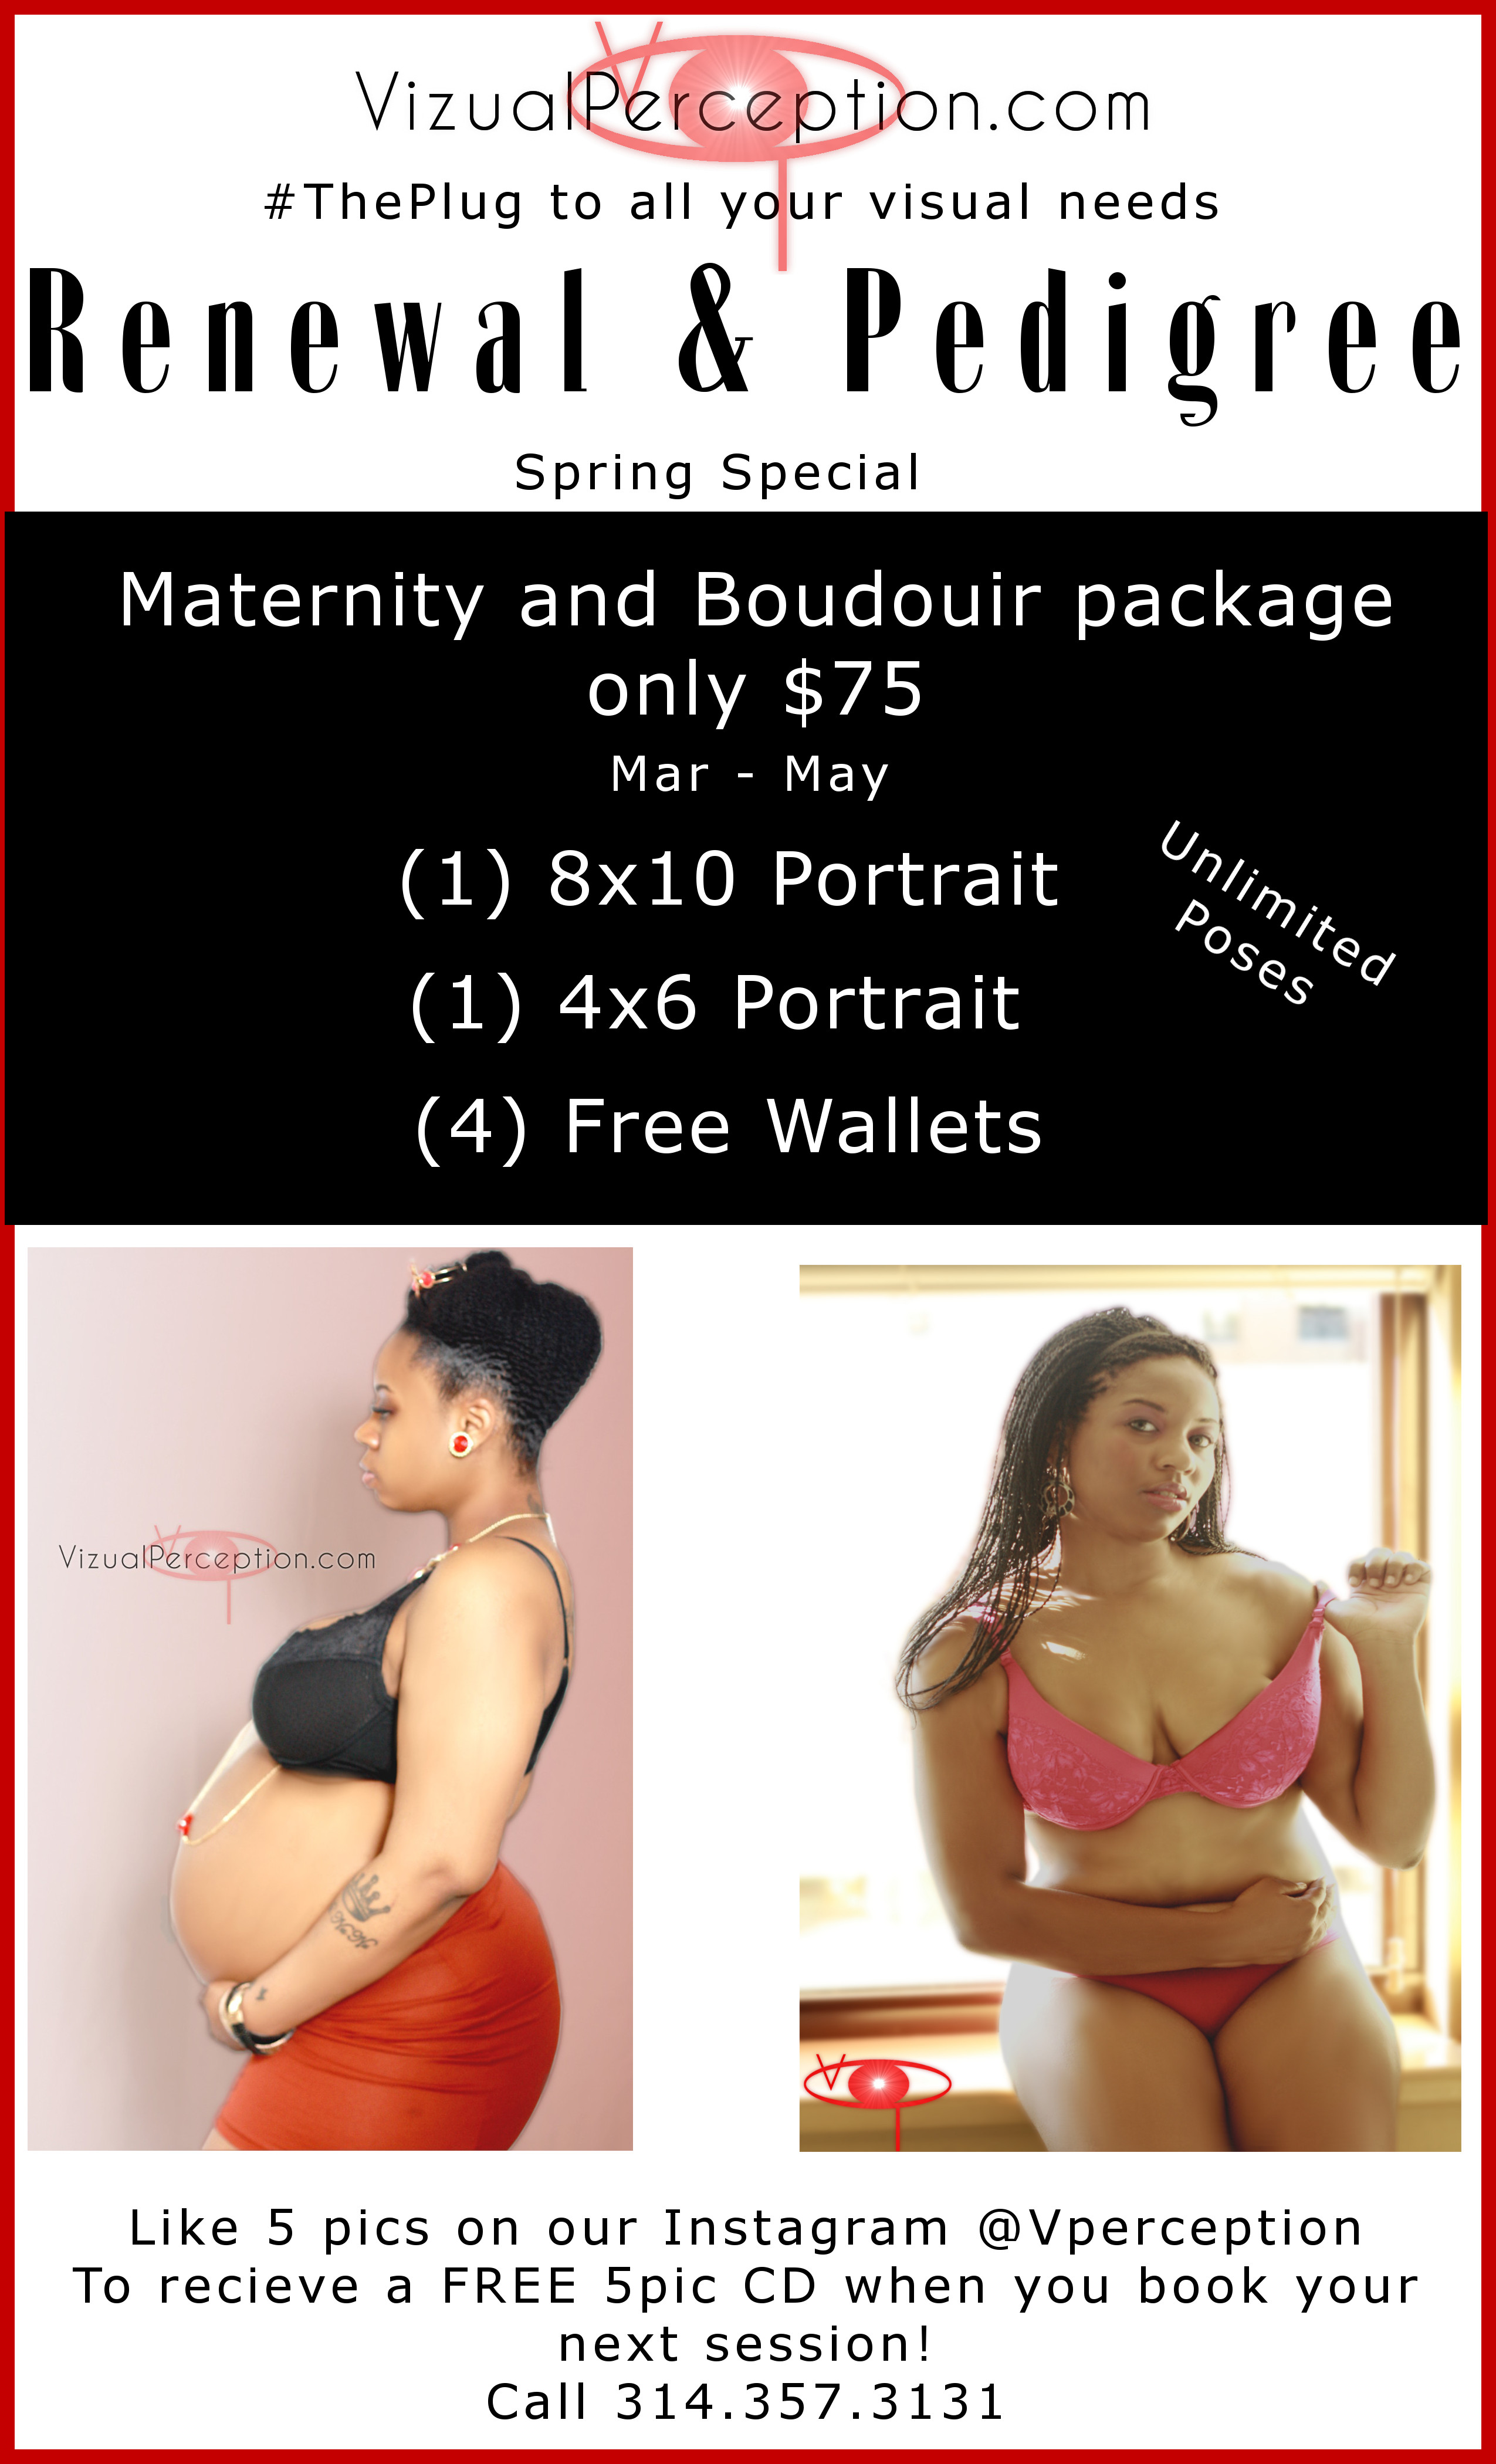 VizualPerception.com
#ThePlug to all your visual needs
Renewal & Pedigree
Spring Special
Maternity and Boudouir package
only $75
Mar - May
(1) 8x10 Portrait
Unlimited
Poses
(1) 4x6 Portrait
(4) Free Wallets
VizualPerception.com
Like 5 pics on our Instagram @Vperception
To recieve a FREE 5pic CD when you book your
next session!
Call 314.357.3131